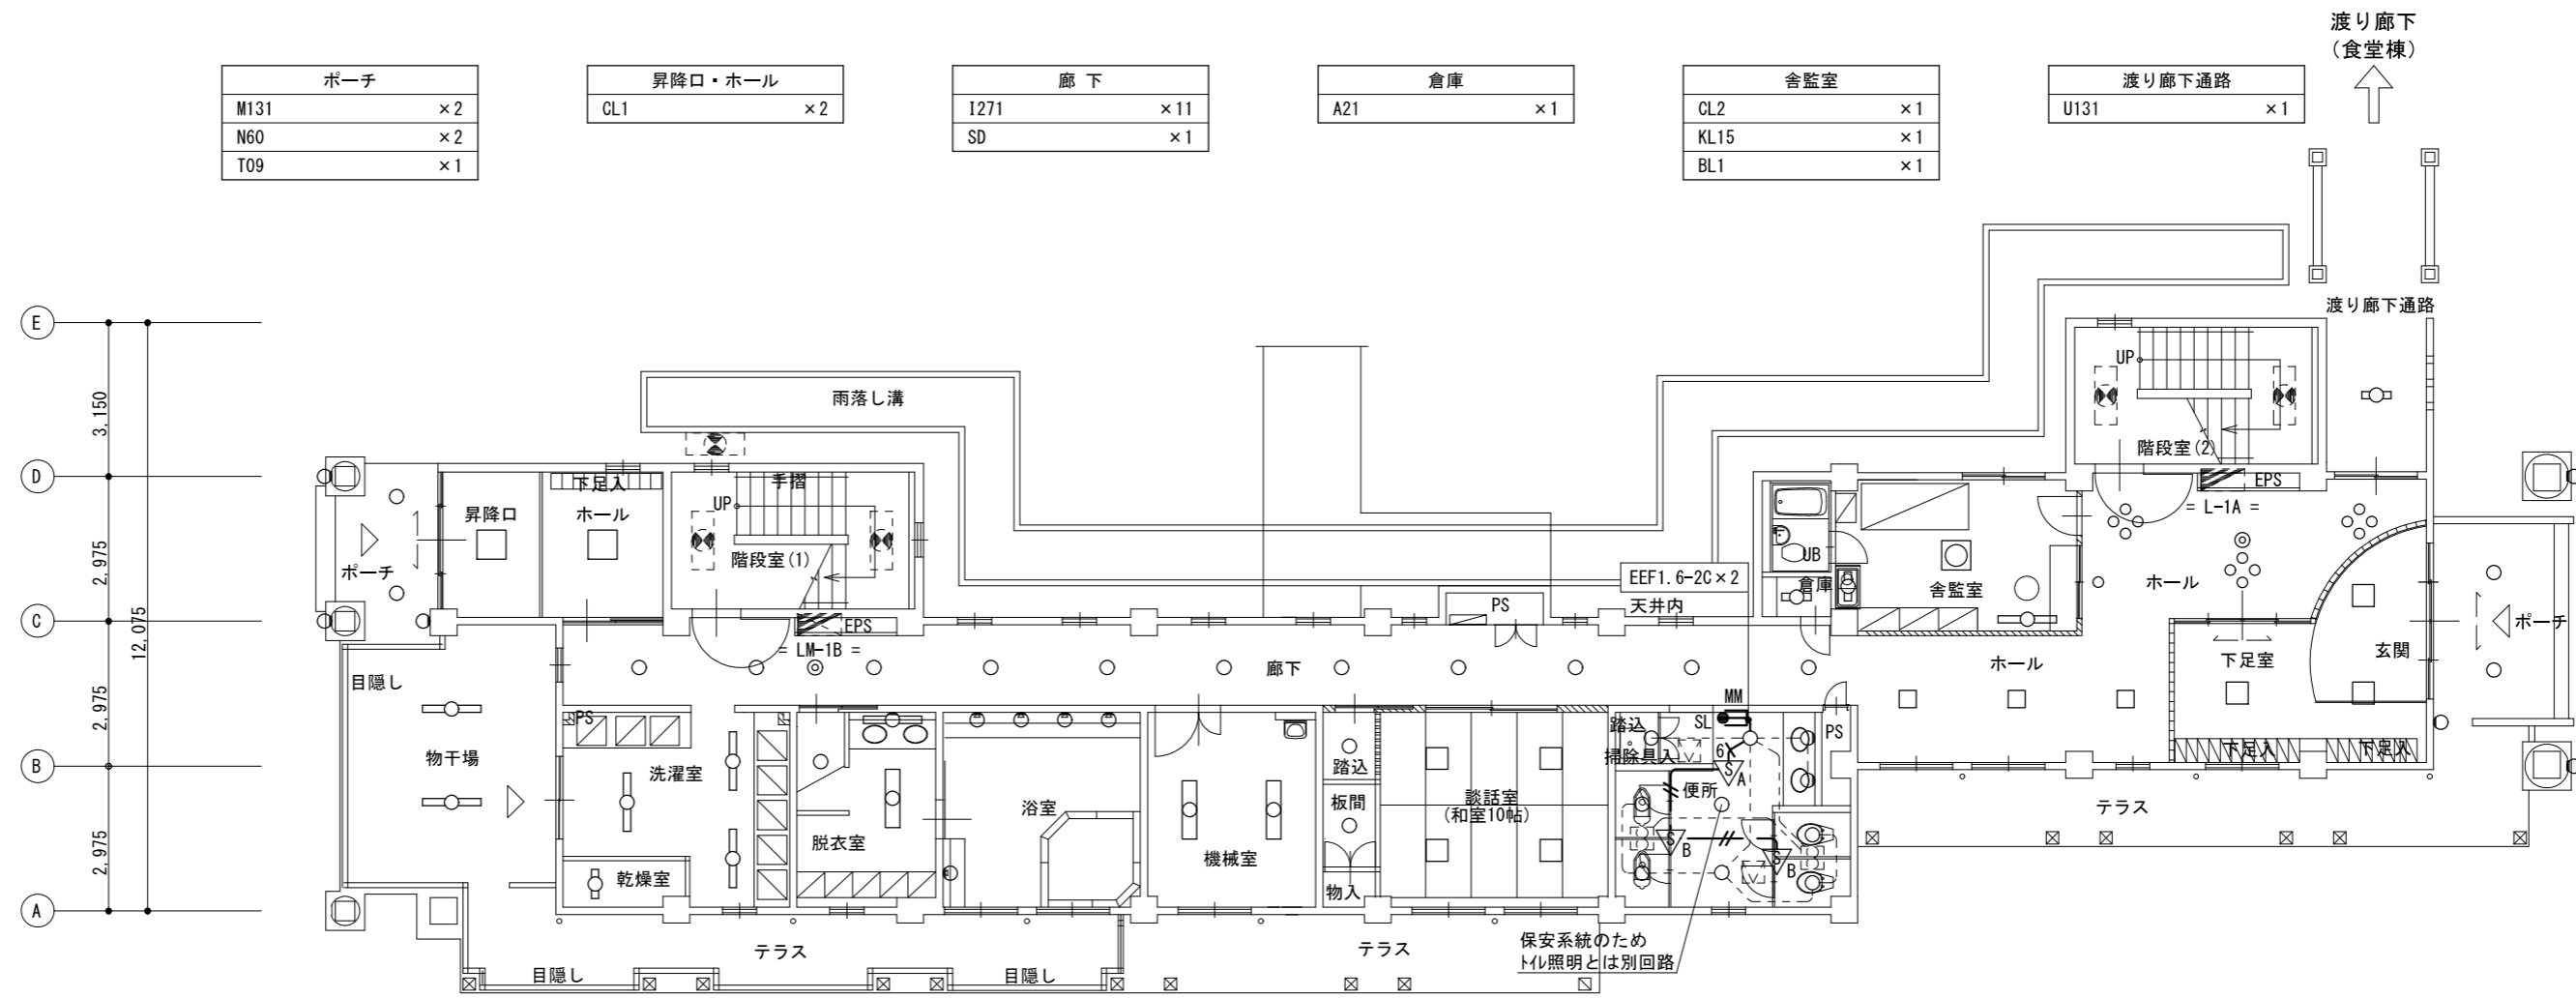 渡り廊下
(食堂棟)
ポーチ
M131 ×2
N60 ×2
T09 ×1
昇降口・ホール
CL1 ×2
廊 下
I271 ×11
SD ×1
倉庫
A21 ×1
舎監室
CL2 ×1
KL15 ×1
BL1 ×1
渡り廊下通路
U131 ×1
渡り廊下通路
E
3,150
雨落し溝
UP
階段室(2)
D
EPS
= L-1A =
下足入
手摺
UP
昇降口
ホール
階段室(1)
ポーチ
2,975
12,075
UB
倉庫
舎監室
ホール
EEF1.6-2C×2
天井内
PS
C
EPS
= LM-1B =
廊下
ホール
下足室
玄関
ポーチ
目隠し
2,975
PS
MM
踏込
SL
掃除具入
6
PS
物干場
洗濯室
踏込
S
A
下足入
下足入
B
便所
浴室
板間
談話室
(和室10帖)
テラス
2,975
脱衣室
機械室
S
B
S
B
乾燥室
物入
A
テラス
テラス
保安系統のため
トイレ照明とは別回路
目隠し
目隠し